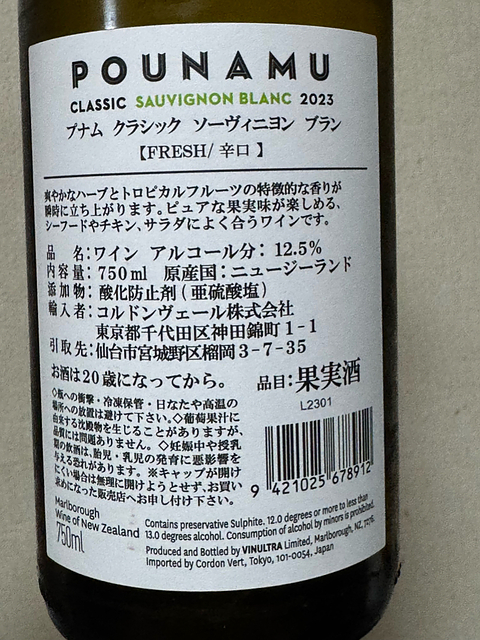 POUNAMU
CLASSIC SAUVIGNON BLANC 2023
プナム クラシック ソーヴィニヨン ブラン
【FRESH/ 辛口 】
爽やかなハーブとトロピカルフルーツの特徴的な香りが
瞬時に立ち上がります。ピュアな果実味が楽しめる、
シーフードやチキン、サラダによく合うワインです。
品 名：ワイン アルコール分： 12.5%
内容量： 750ml 原産国：ニュージーランド
添加物： 酸化防止剤（亜硫酸塩）
輸入者：コルドンヴェール株式会社
東京都千代田区神田錦町1-1
引取先：仙台市宮城野区榴岡3-7-35
お酒は20歳になってから。 品目：果実酒
L2301
◇瓶への衝撃・冷凍保管・日なたや高温の
場所への放置は避けて下さい。◇葡萄果汁に
由来する沈殿物を生じることがありますが、
品質には問題ありません。◇妊娠中や授乳
期の飲酒は、胎児・乳児の発育に悪影響を
与える恐れがあります。※キャップが開け
にくい場合は無理に開けようとせず、お買い
求めになった販売店へお申し付け下さい。
9 421025 678912
Marlborough
Wine of New Zealand
750ml
Contains preservative Sulphite. 12.0 degrees or more to less than
13.0 degrees alcohol. Consumption of alcohol by minors is prohibited.
Produced and Bottled by VINULTRA Limited, Marlborough, NZ, 7276.
Imported by Cordon Vert, Tokyo, 101-0054, Japan